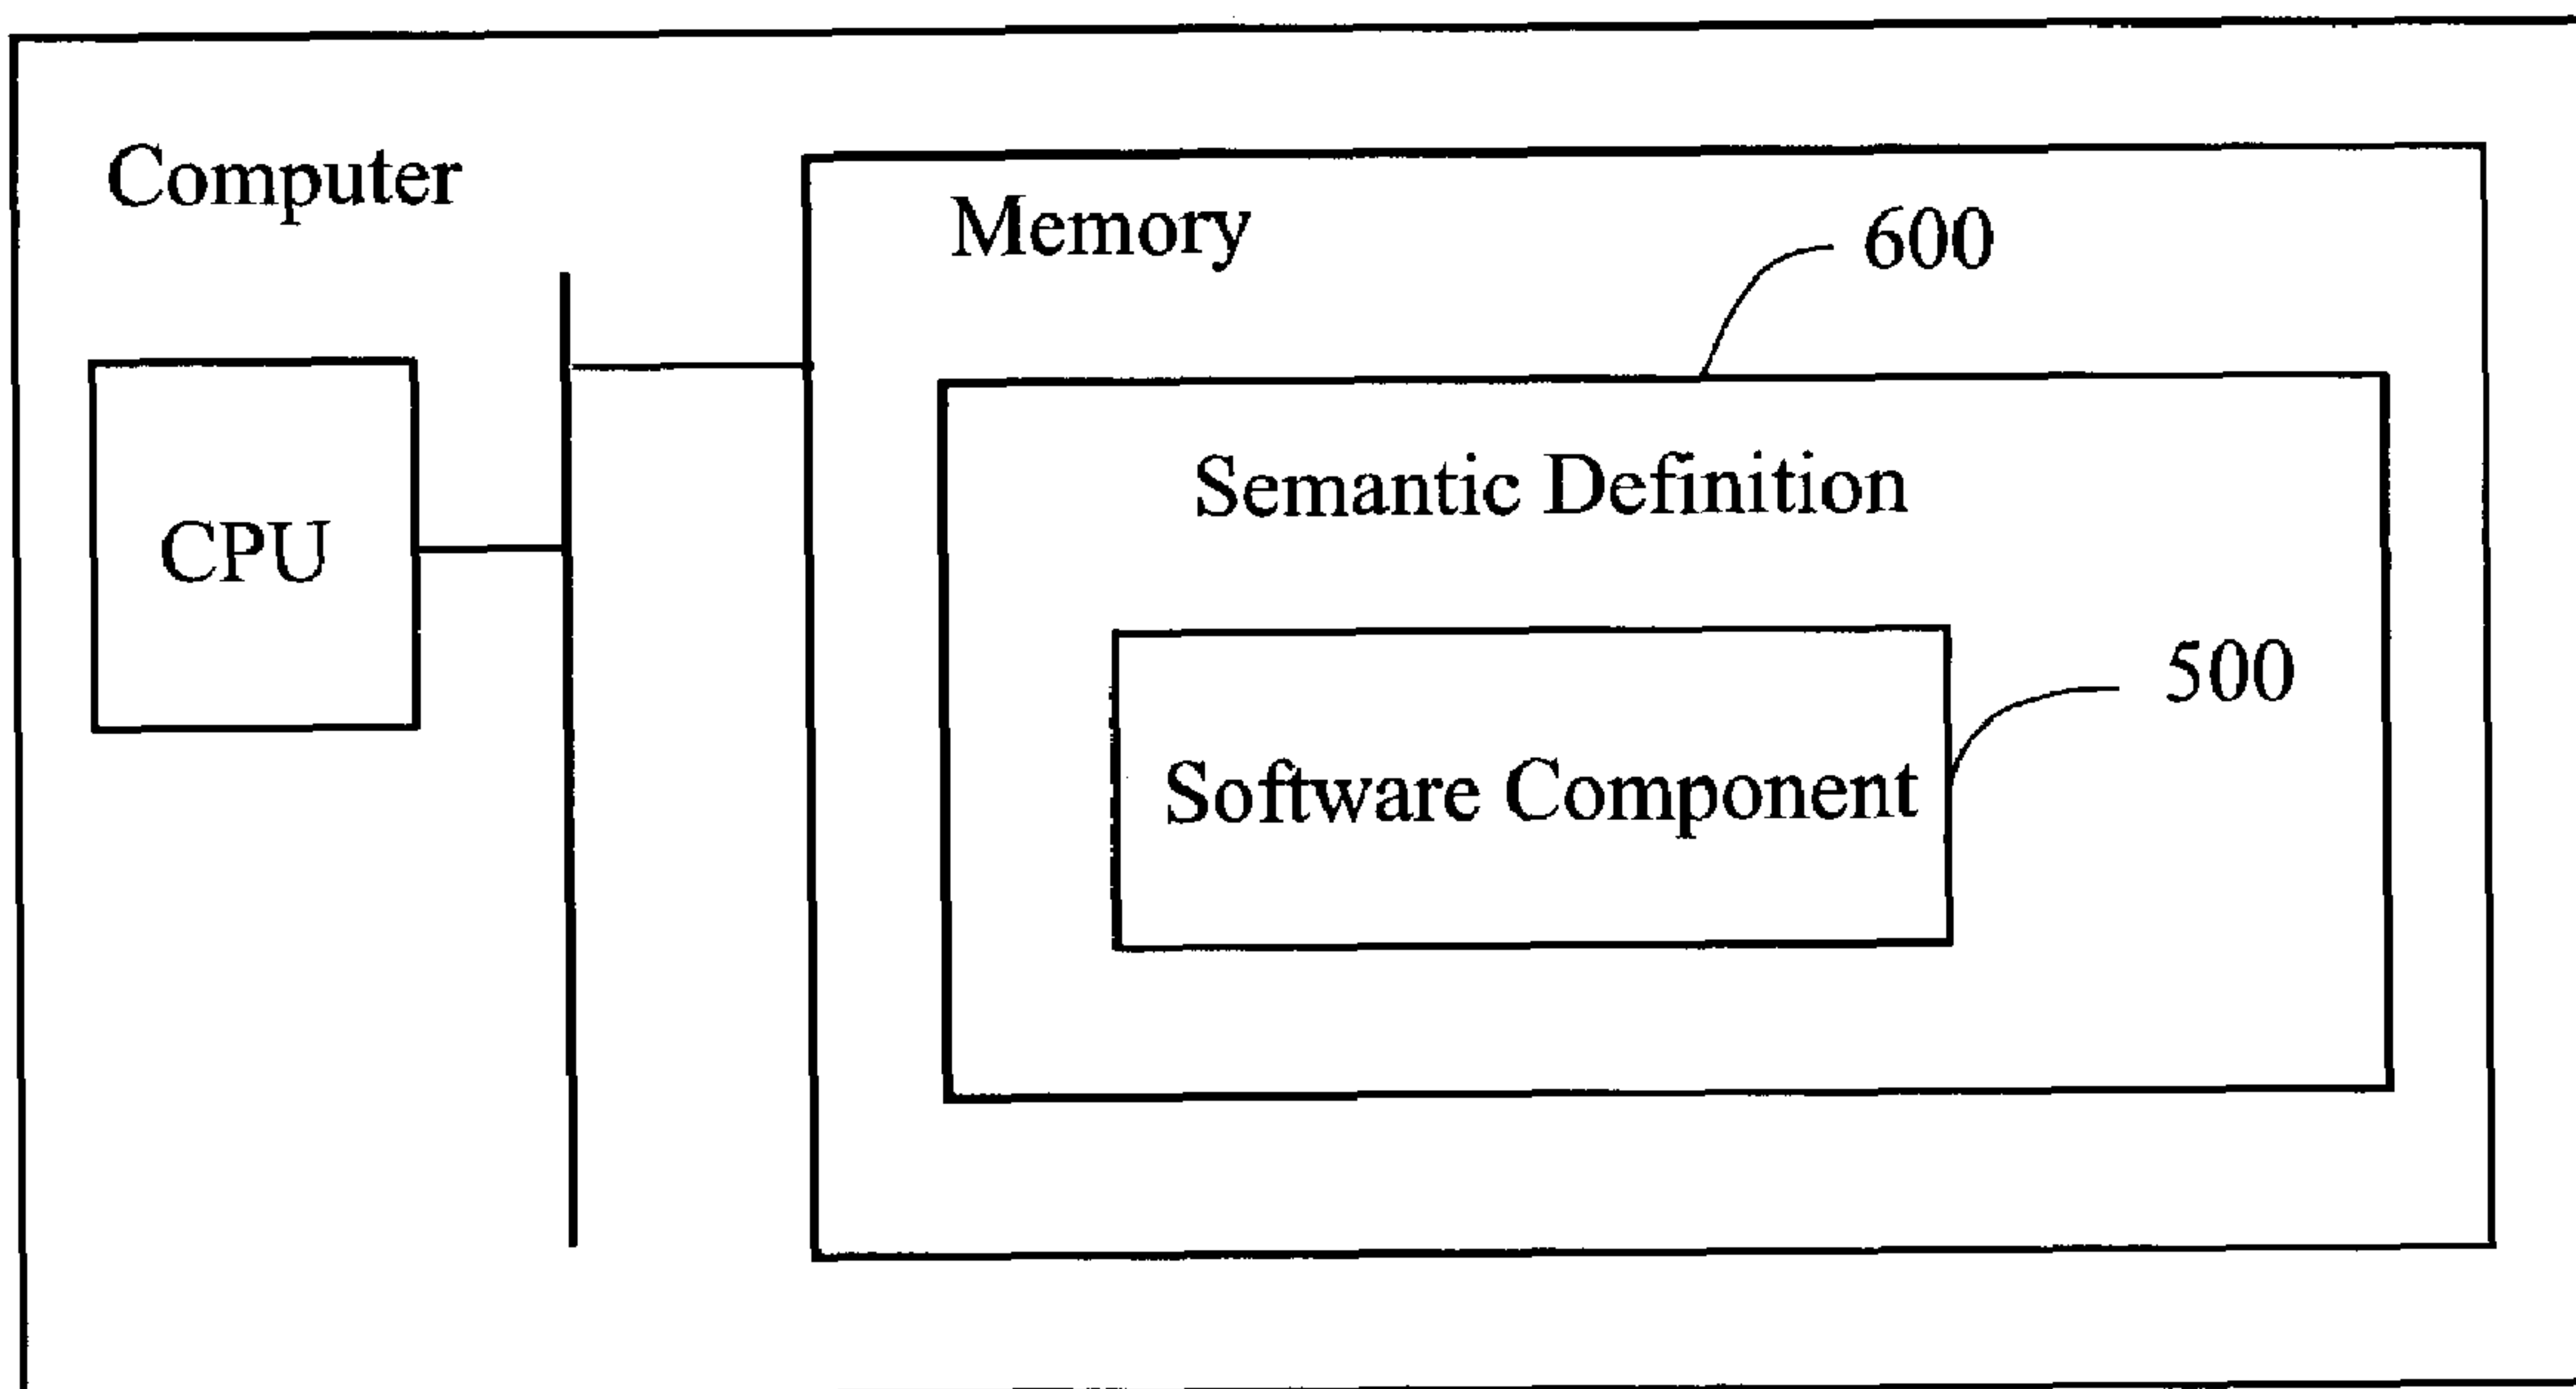 Computer
Memory
600
CPU
Semantic Definition
500
Software Component